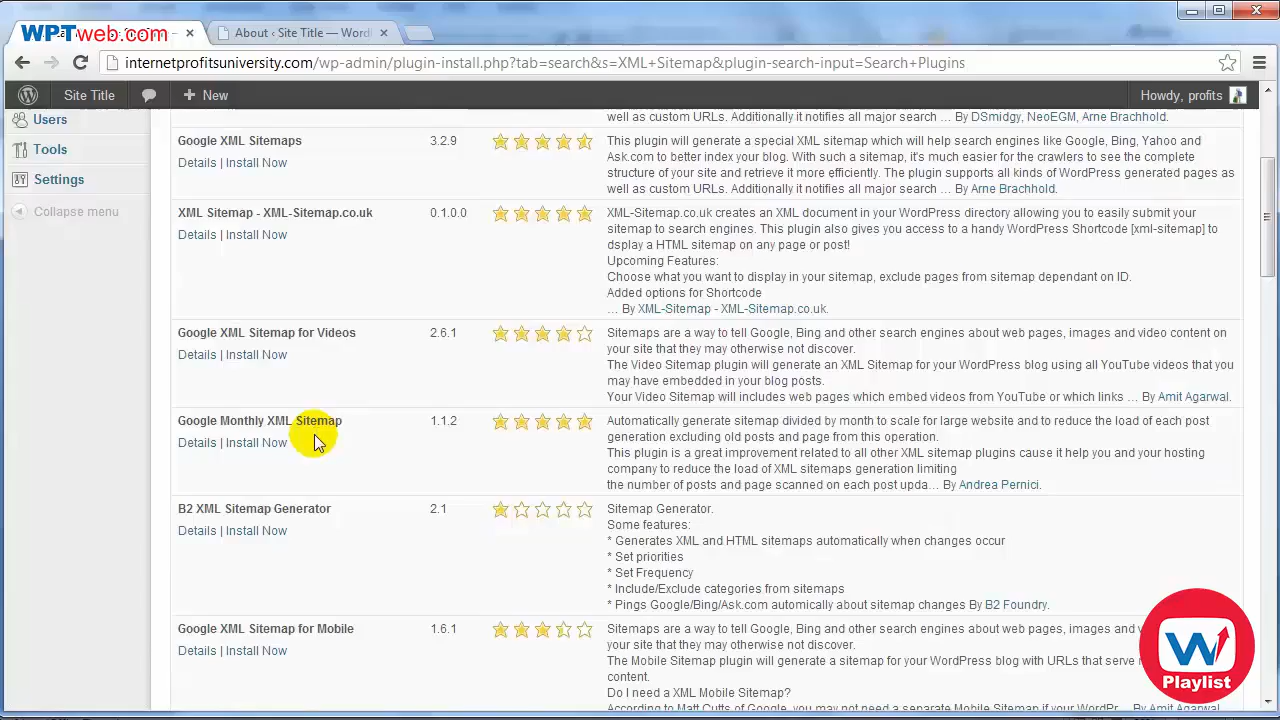 WPTweb.com
About ‹ Site Title — Word
internetprofitsuniversity.com/wp-admin/plugin-install.php?tab=search&s=XML+Sitemap&plugin-search-input=Search+Plugins
Site Title
New
Howdy, profits
Users
Tools
Settings
Collapse menu
well as custom URLs. Additionally it notifies all major search ... By DSmidgy, NeoEGM, Arne Brachhold.
Google XML Sitemaps
3.2.9
This plugin will generate a special XML sitemap which will help search engines like Google, Bing, Yahoo and
Details | Install Now
Ask.com to better index your blog. With such a sitemap, it's much easier for the crawlers to see the complete
structure of your site and retrieve it more efficiently. The plugin supports all kinds of WordPress generated pages as
well as custom URLs. Additionally it notifies all major search ... By Arne Brachhold.
XML Sitemap - XML-Sitemap.co.uk
0.1.0.0
XML-Sitemap.co.uk creates an XML document in your WordPress directory allowing you to easily submit your
Details | Install Now
sitemap to search engines. This plugin also gives you access to a handy WordPress Shortcode [xml-sitemap] to
dsplay a HTML sitemap on any page or post!
Upcoming Features:
Choose what you want to display in your sitemap, exclude pages from sitemap dependant on ID.
Added options for Shortcode
... By XML-Sitemap - XML-Sitemap.co.uk.
Google XML Sitemap for Videos
2.6.1
Sitemaps are a way to tell Google, Bing and other search engines about web pages, images and video content on
Details | Install Now
your site that they may otherwise not discover.
The Video Sitemap plugin will generate an XML Sitemap for your WordPress blog using all YouTube videos that you
may have embedded in your blog posts.
Your Video Sitemap will includes web pages which embed videos from YouTube or which links ... By Amit Agarwal.
Google Monthly XML Sitemap
1.1.2
Automatically generate sitemap divided by month to scale for large website and to reduce the load of each post
Details | Install Now
generation excluding old posts and page from this operation.
This plugin is a great improvement related to all other XML sitemap plugins cause it help you and your hosting
company to reduce the load of XML sitemaps generation limiting
the number of posts and page scanned on each post upda... By Andrea Pernici.
B2 XML Sitemap Generator
2.1
Sitemap Generator.
Details | Install Now
Some features:
* Generates XML and HTML sitemaps automatically when changes occur
* Set priorities
* Set Frequency
* Include/Exclude categories from sitemaps
* Pings Google/Bing/Ask.com automically about sitemap changes By B2 Foundry.
Google XML Sitemap for Mobile
1.6.1
Sitemaps are a way to tell Google, Bing and other search engines about web pages, images and v
Details | Install Now
your site that they may otherwise not discover.
The Mobile Sitemap plugin will generate a sitemap for your WordPress blog with URLs that serve m
content.
Do I need a XML Mobile Sitemap?
According to Matt Cutts of Google, you may not need a separate Mobile Sitemap if your WordPr... By Amit Agarwal
W
Playlist